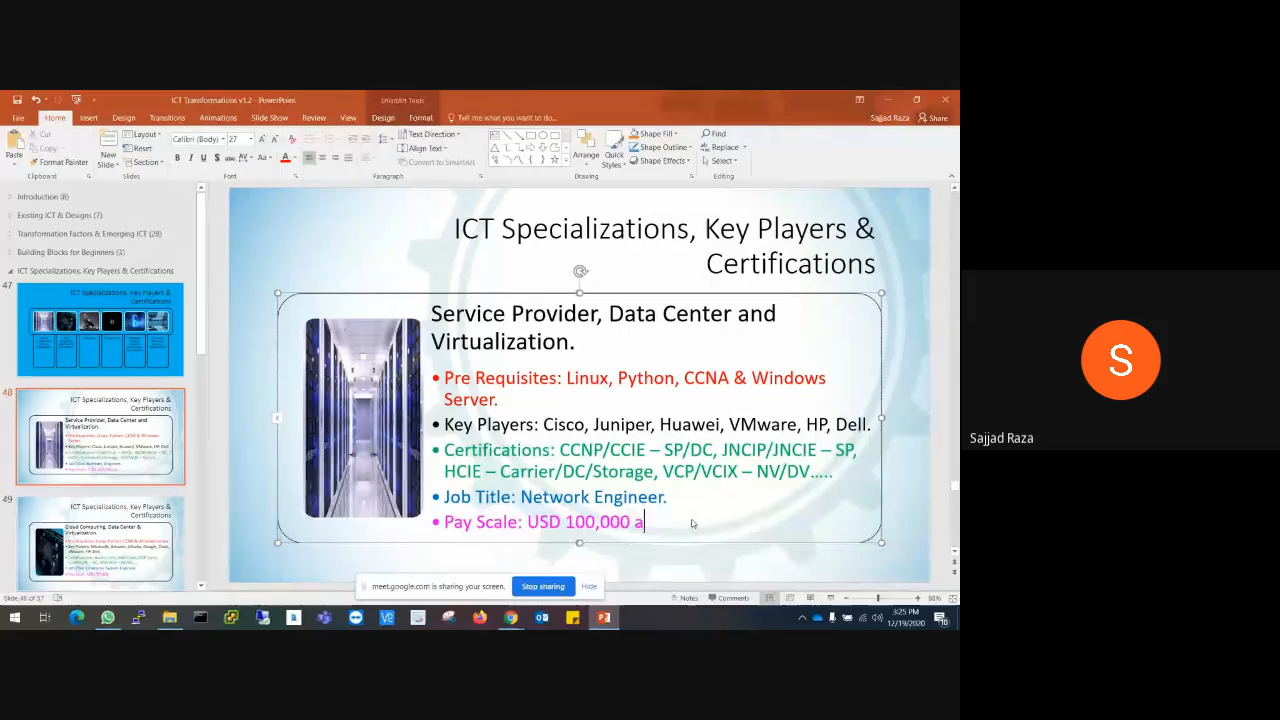 ICT Transformations v1.2 - PowerPoint
SmartArt Tools
File Home Insert Design Transitions Animations Slide Show Review View Design Format Tell me what you want to do...
Sajjad Raza Share
Paste
Cut
Copy
Format Painter
Clipboard
New Slide
Layout
Reset
Section
Slides
Calibri (Body) 27
Font
Text Direction
Align Text
Convert to SmartArt
Paragraph
Arrange
Quick Styles
Shape Fill
Shape Outline
Shape Effects
Drawing
Find
Replace
Select
Editing
Introduction (8)
Existing ICT & Designs (7)
Transformation Factors & Emerging ICT (28)
Building Blocks for Beginners (3)
ICT Specializations, Key Players & Certifications
47
ICT Specializations, Key Players &
Certifications
48
ICT Specializations, Key Players &
Certifications
Service Provider, Data Center and
Virtualization.
49
ICT Specializations, Key Players &
Certifications
ICT Specializations, Key Players &
Certifications
Service Provider, Data Center and
Virtualization.
• Pre Requisites: Linux, Python, CCNA & Windows
Server.
• Key Players: Cisco, Juniper, Huawei, VMware, HP, Dell.
• Certifications: CCNP/CCIE – SP/DC, JNCIP/JNCIE – SP,
HCIE – Carrier/DC/Storage, VCP/VCIX – NV/DV.....
• Job Title: Network Engineer.
• Pay Scale: USD 100,000 a
meet.google.com is sharing your screen. Stop sharing Hide
Slide 48 of 57
Notes Comments 88%
3:25 PM
12/19/2020
S
Sajjad Raza